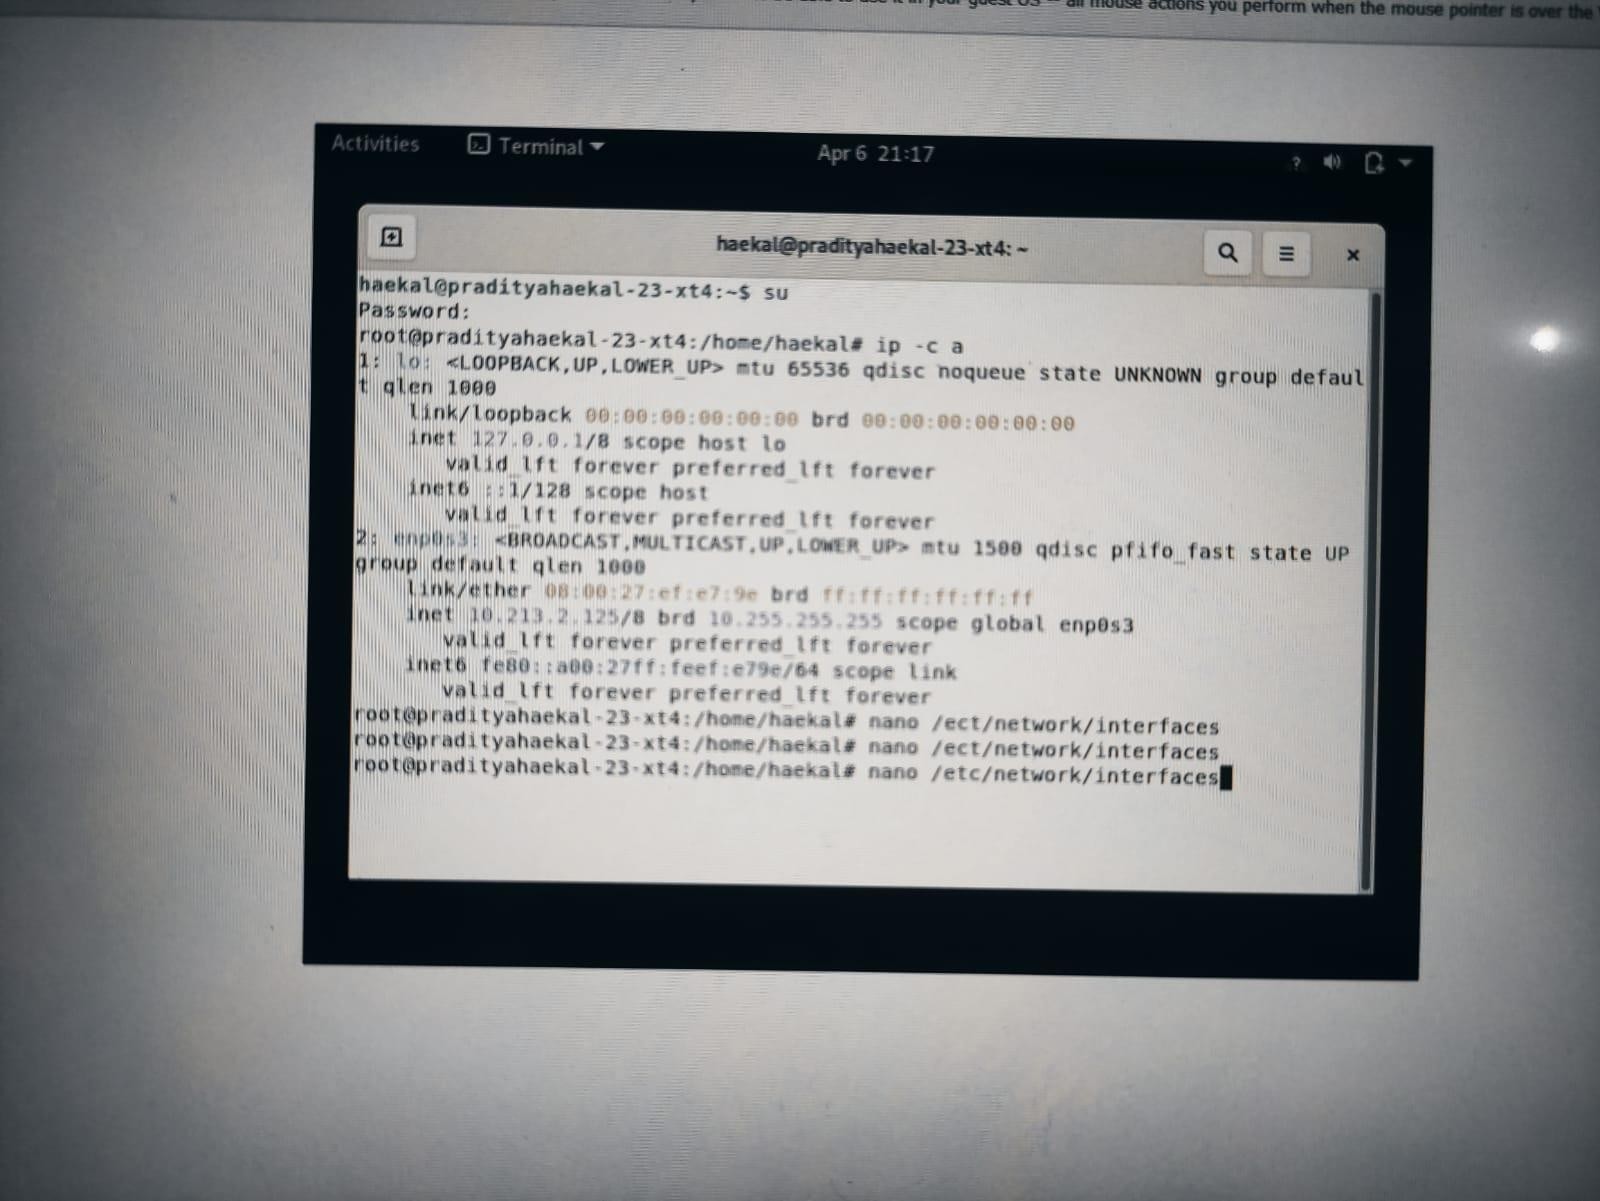 all mouse actions you perform when the mouse pointer is over the
Activities Terminal Apr 6 21:17 ?
haekal@pradityahaekal-23-xt4: ~
haekal@pradityahaekal-23-xt4:~$ su
Password:
root@pradityahaekal-23-xt4:/home/haekal# ip -c a
1: lo: <LOOPBACK,UP,LOWER_UP> mtu 65536 qdisc noqueue state UNKNOWN group defaul
t qlen 1000
link/loopback 00:00:00:00:00:00 brd 00:00:00:00:00:00
inet 127.0.0.1/8 scope host lo
valid_lft forever preferred_lft forever
inet6 ::1/128 scope host
valid_lft forever preferred_lft forever
2: enp0s3: <BROADCAST,MULTICAST,UP,LOWER_UP> mtu 1500 qdisc pfifo_fast state UP
group default qlen 1000
link/ether 08:00:27:ef:e7:9e brd ff:ff:ff:ff:ff:ff
inet 10.213.2.125/8 brd 10.255.255.255 scope global enp0s3
valid_lft forever preferred_lft forever
inet6 fe80::a00:27ff:feef:e79e/64 scope link
valid_lft forever preferred_lft forever
root@pradityahaekal-23-xt4:/home/haekal# nano /ect/network/interfaces
root@pradityahaekal-23-xt4:/home/haekal# nano /ect/network/interfaces
root@pradityahaekal-23-xt4:/home/haekal# nano /etc/network/interfaces